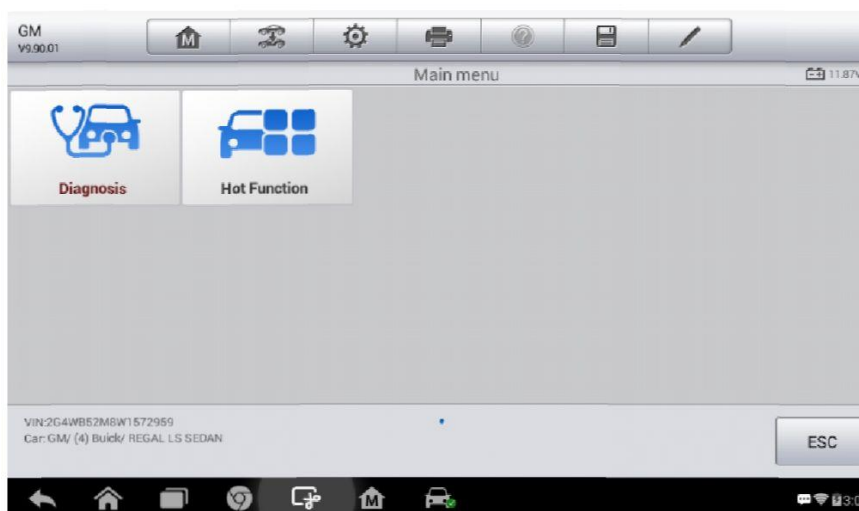 GM
V9.90.01
M
Main menu
11.87V
Diagnosis
Hot Function
VIN:2G4WB52M8W1572959
Car: GM/ (4) Buick/ REGAL LS SEDAN
ESC
M